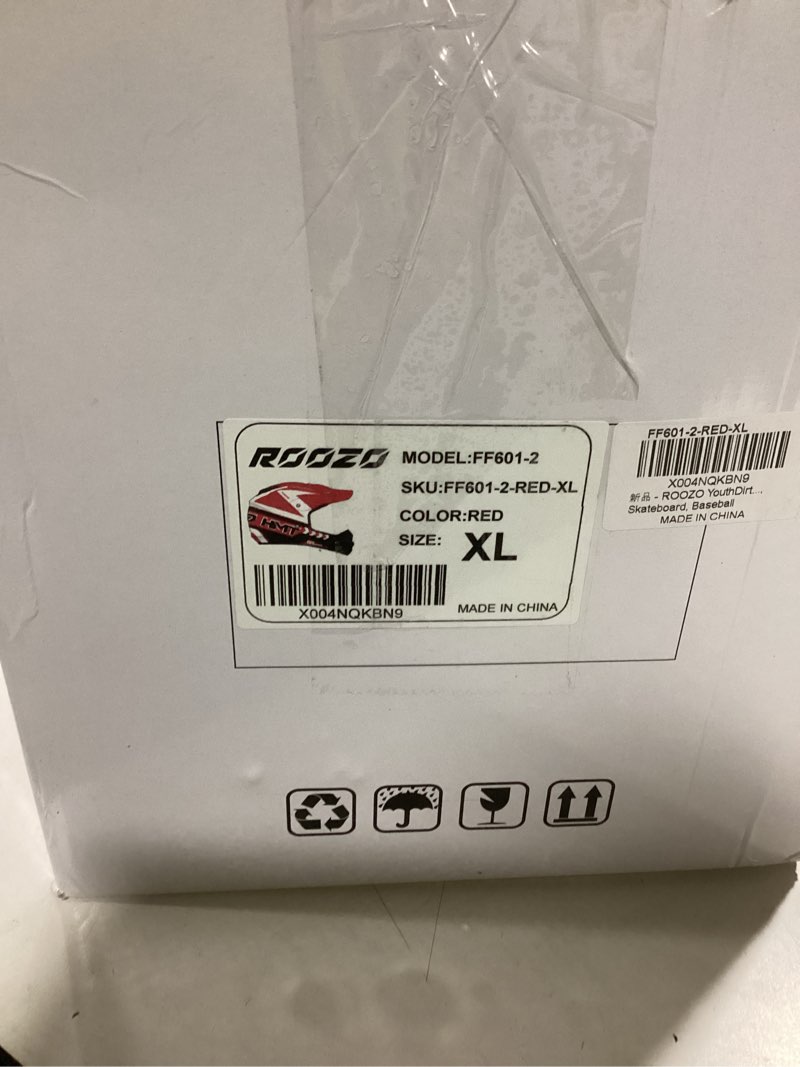 ROOZO
MODEL:FF601-2
SKU:FF601-2-RED-XL
COLOR:RED
SIZE: XL
HMT
X004NQKBN9
MADE IN CHINA
FF601-2-RED-XL
X004NQKBN9
新品 - ROOZO YouthDirt...
Skateboard, Baseball
MADE IN CHINA